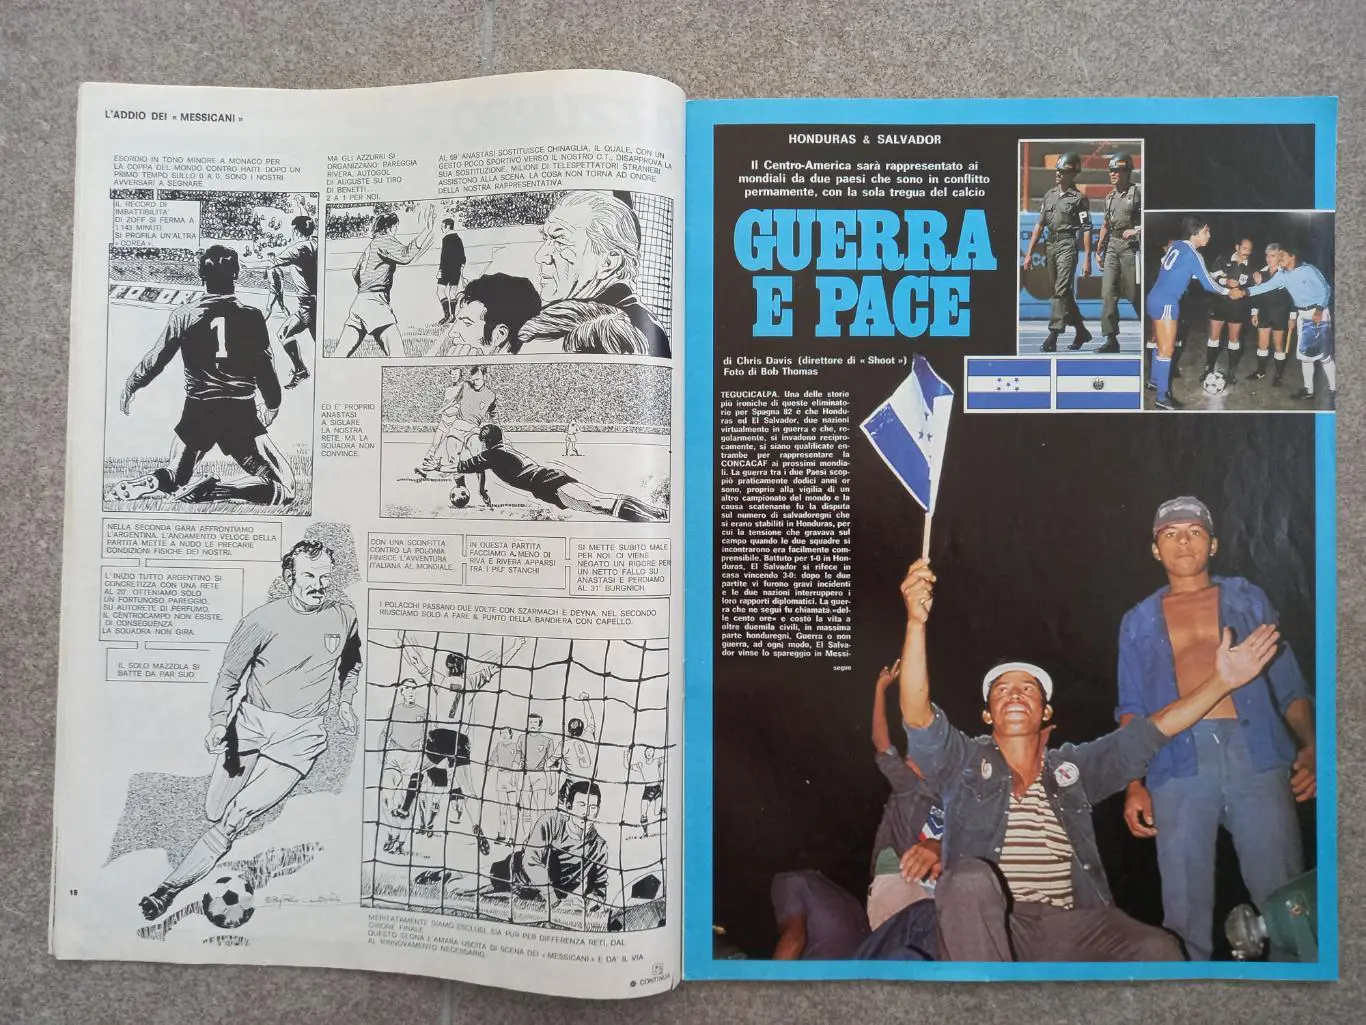 L'ADDIO DEI « MESSICANI »
ESORDIO IN TONO MINORE A MONACO PER
LA COPPA DEL MONDO CONTRO HAITI. DOPO UN
PRIMO TEMPO SULLO 0 A 0, SONO I NOSTRI
AVVERSARI A SEGNARE.
IL RECORD DI
IMBATTIBILITA'
DI ZOFF SI FERMA A
1.143 MINUTI.
SI PROFILA UN'ALTRA
« COREA ».
MA GLI AZZURRI SI
ORGANIZZANO: PAREGGIA
RIVERA, AUTOGOL
DI AUGUSTE SU TIRO
DI BENETTI:
2 A 1 PER NOI.
AL 69' ANASTASI SOSTITUISCE CHINAGLIA, IL QUALE, CON UN
GESTO POCO SPORTIVO VERSO IL NOSTRO C.T., DISAPPROVA LA
SUA SOSTITUZIONE. MILIONI DI TELESPETTATORI STRANIERI
ASSISTONO ALLA SCENA. LA COSA NON TORNA AD ONORE
DELLA NOSTRA RAPPRESENTATIVA
1
ED E' PROPRIO
ANASTASI
A SIGLARE
LA NOSTRA
RETE. MA LA
SQUADRA NON
CONVINCE.
NELLA SECONDA GARA AFFRONTIAMO
L'ARGENTINA. L'ANDAMENTO VELOCE DELLA
PARTITA METTE A NUDO LE PRECARIE
CONDIZIONI FISICHE DEI NOSTRI.
L'INIZIO TUTTO ARGENTINO SI
CONCRETIZZA CON UNA RETE
AL 20'. OTTENIAMO SOLO
UN FORTUNOSO PAREGGIO
SU AUTORETE DI PERFUMO.
IL CENTROCAMPO NON ESISTE,
DI CONSEGUENZA
LA SQUADRA NON GIRA.
IL SOLO MAZZOLA SI
BATTE DA PAR SUO.
CON UNA SCONFITTA
CONTRO LA POLONIA
FINISCE L'AVVENTURA
ITALIANA AL MONDIALE.
IN QUESTA PARTITA
FACCIAMO A MENO DI
RIVA E RIVERA APPARSI
TRA I PIU' STANCHI
SI METTE SUBITO MALE
PER NOI. CI VIENE
NEGATO UN RIGORE PER
UN NETTO FALLO SU
ANASTASI E PERDIAMO
AL 31' BURGNICH
I POLACCHI PASSANO DUE VOLTE CON SZARMACH E DEYNA. NEL SECONDO
RIUSCIAMO SOLO A FARE IL PUNTO DELLA BANDIERA CON CAPELLO.
MERITATAMENTE SIAMO ESCLUSI, SIA PUR PER DIFFERENZA RETI, DAL
GIRONE FINALE.
QUESTO SEGNA L'AMARA USCITA DI SCENA DEI « MESSICANI » E DA' IL VIA
AL RINNOVAMENTO NECESSARIO.
18
CONTINUA
HONDURAS & SALVADOR
Il Centro-America sarà rappresentato ai
mondiali da due paesi che sono in conflitto
permamente, con la sola tregua del calcio
GUERRA
E PACE
di Chris Davis (direttore di « Shoot »)
Foto di Bob Thomas
P
10
TEGUCIGALPA. Una delle storie
più ironiche di queste eliminato-
rie per Spagna 82 è che Hondu-
ras ed El Salvador, due nazioni
virtualmente in guerra e che, re-
golarmente, si invadono recipro-
camente, si siano qualificate en-
trambe per rappresentare la
CONCACAF ai prossimi mondia-
li. La guerra tra i due Paesi scop-
piò praticamente dodici anni or
sono, proprio alla vigilia di un
altro campionato del mondo e la
causa scatenante fu la disputa
sul numero di salvadoregni che
si erano stabiliti in Honduras, per
cui la tensione che gravava sul
campo quando le due squadre si
incontrarono era facilmente com-
prensibile. Battuto per 1-0 in Hon-
duras, El Salvador si rifece in
casa vincendo 3-0: dopo le due
partite vi furono gravi incidenti
e le due nazioni interruppero i
loro rapporti diplomatici. La guer-
ra che ne seguì fu chiamata «del-
le cento ore» e costò la vita a
oltre duemila civili, in massima
parte honduregni. Guerra o non
guerra, ad ogni modo, El Salva-
dor vinse lo spareggio in Messi-
segue